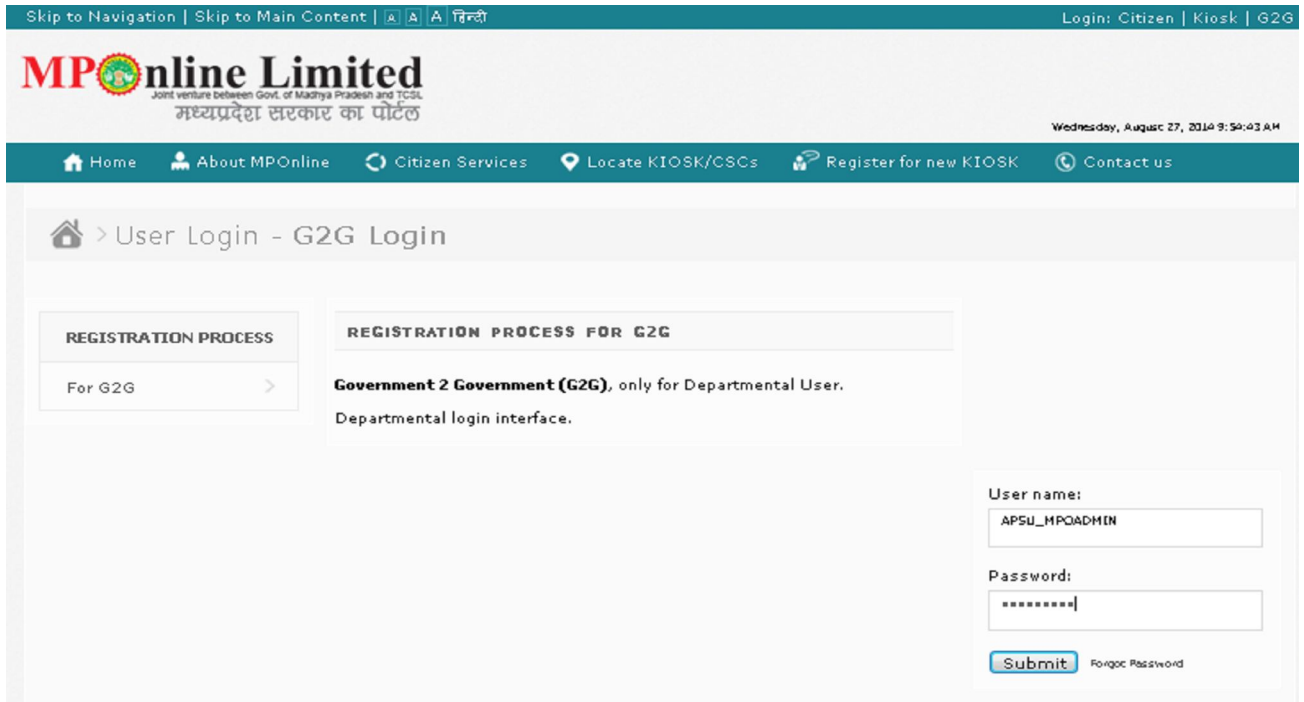 Skip to Navigation | Skip to Main Content | A A A हिन्दी
Login: Citizen | Kiosk | G2G
MPOnline Limited
Joint venture between Govt. of Madhya Pradesh and TCSL
मध्यप्रदेश सरकार का पोर्टल
Wednesday, August 27, 2014 9:54:43 AM
Home About MPOnline Citizen Services Locate KIOSK/CSCs Register for new KIOSK Contact us
> User Login - G2G Login
REGISTRATION PROCESS
For G2G >
REGISTRATION PROCESS FOR G2G
Government 2 Government (G2G), only for Departmental User.
Departmental login interface.
User name:
APSU_MPOADMIN
Password:
Submit Forgot Password